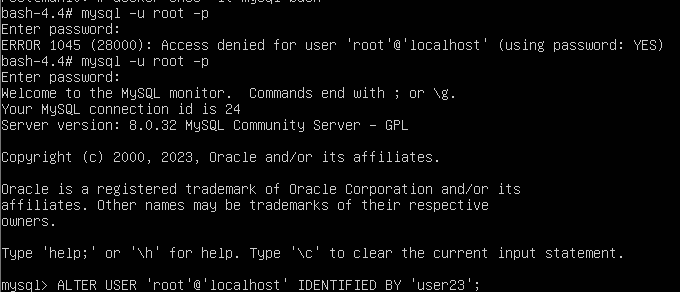 bash-4.4# mysql -u root -p
Enter password:
ERROR 1045 (28000): Access denied for user 'root'@'localhost' (using password: YES)
bash-4.4# mysql -u root -p
Enter password:
Welcome to the MySQL monitor.  Commands end with ; or \g.
Your MySQL connection id is 24
Server version: 8.0.32 MySQL Community Server - GPL
Copyright (c) 2000, 2023, Oracle and/or its affiliates.
Oracle is a registered trademark of Oracle Corporation and/or its
affiliates. Other names may be trademarks of their respective
owners.
Type 'help;' or '\h' for help. Type '\c' to clear the current input statement.
mysql> ALTER USER 'root'@'localhost' IDENTIFIED BY 'user23';